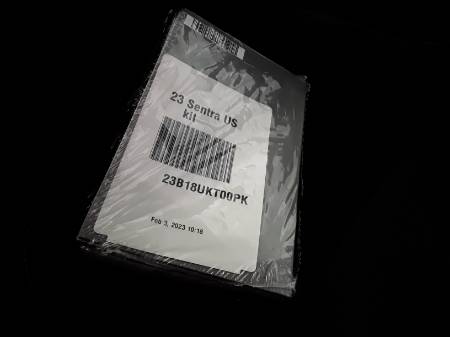 23 Sentra US
kit
23B18UKT00PK
Feb 3, 2023 10:18